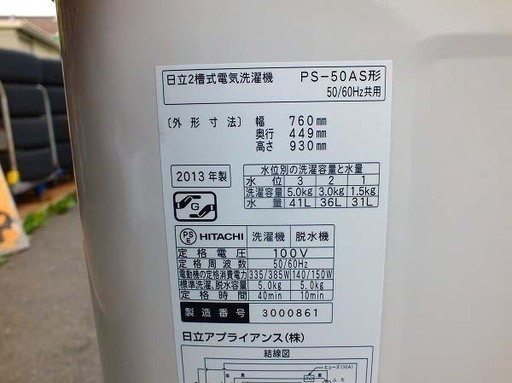 日立2槽式電気洗濯機 PS-50AS形
50/60Hz共用
〔外形寸法〕 幅 760mm
奥行 449mm
高さ 930mm
2013年製
水位別の洗濯容量と水量
水位 3 2 1
洗濯容量 5.0kg 3.0kg 1.5kg
水量 41L 36L 31L
G
PS E HITACHI 洗濯機 脱水機
定格電圧 100V
定格周波数 50/60Hz
電動機の定格消費電力 335/385W 140/150W
標準洗濯、脱水容量 5.0kg 5.0kg
定格時間 40min 10min
製造番号 3000861
日立アプライアンス(株)
結線図
ヒューズ(10A)